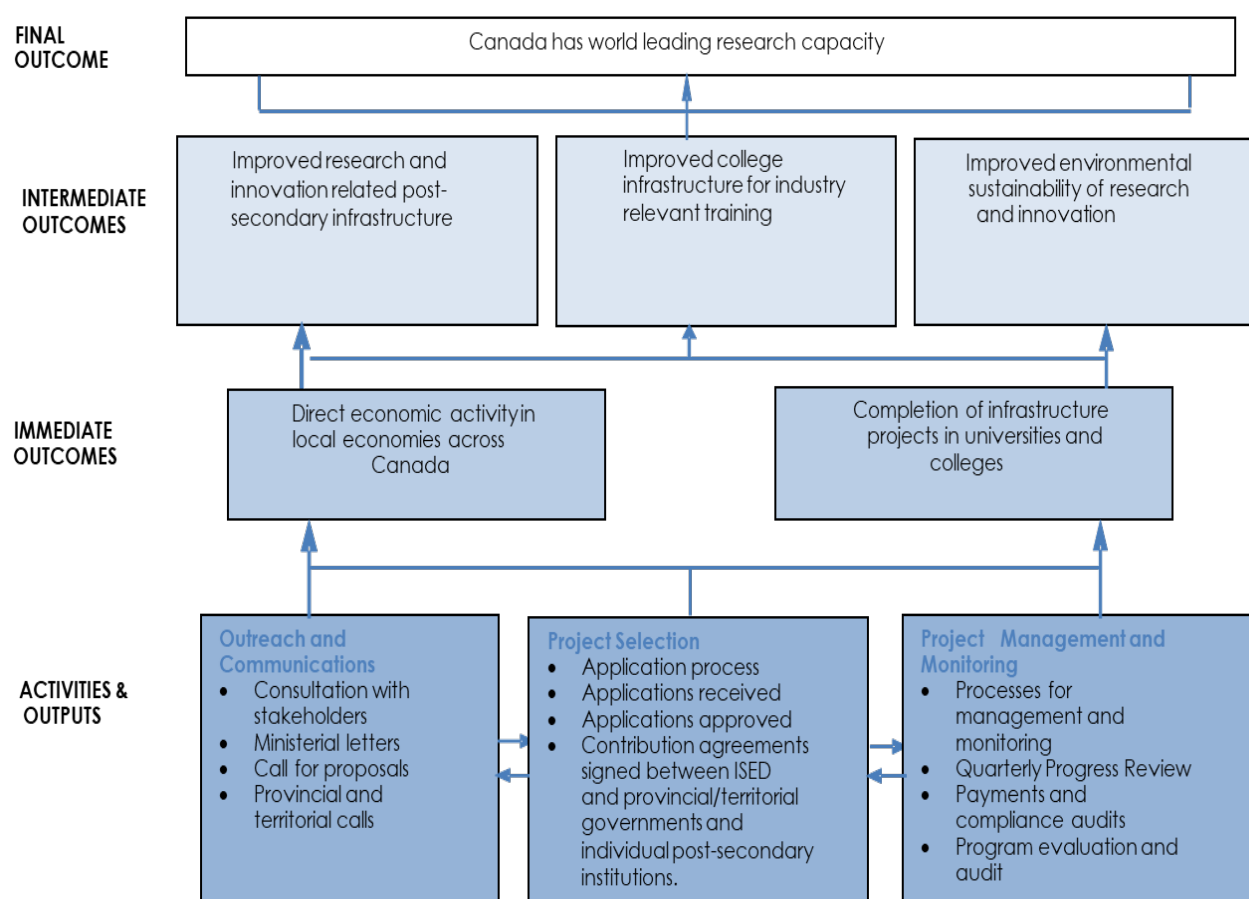 FINAL
OUTCOME
Canada has world leading research capacity
INTERMEDIATE
OUTCOMES
Improved research and
innovation related post-
secondary infrastructure
Improved college
infrastructure for industry
relevant training
Improved environmental
sustainability of research
and innovation
IMMEDIATE
OUTCOMES
Direct economic activity in
local economies across
Canada
Completion of infrastructure
projects in universities and
colleges
ACTIVITIES &
OUTPUTS
Outreach and
Communications
• Consultation with
stakeholders
• Ministerial letters
• Call for proposals
• Provincial and
territorial calls
Project Selection
• Application process
• Applications received
• Applications approved
• Contribution agreements
signed between ISED
and provincial/territorial
governments and
individual post-secondary
institutions.
Project Management and
Monitoring
• Processes for
management and
monitoring
• Quarterly Progress Review
• Payments and
compliance audits
• Program evaluation and
audit